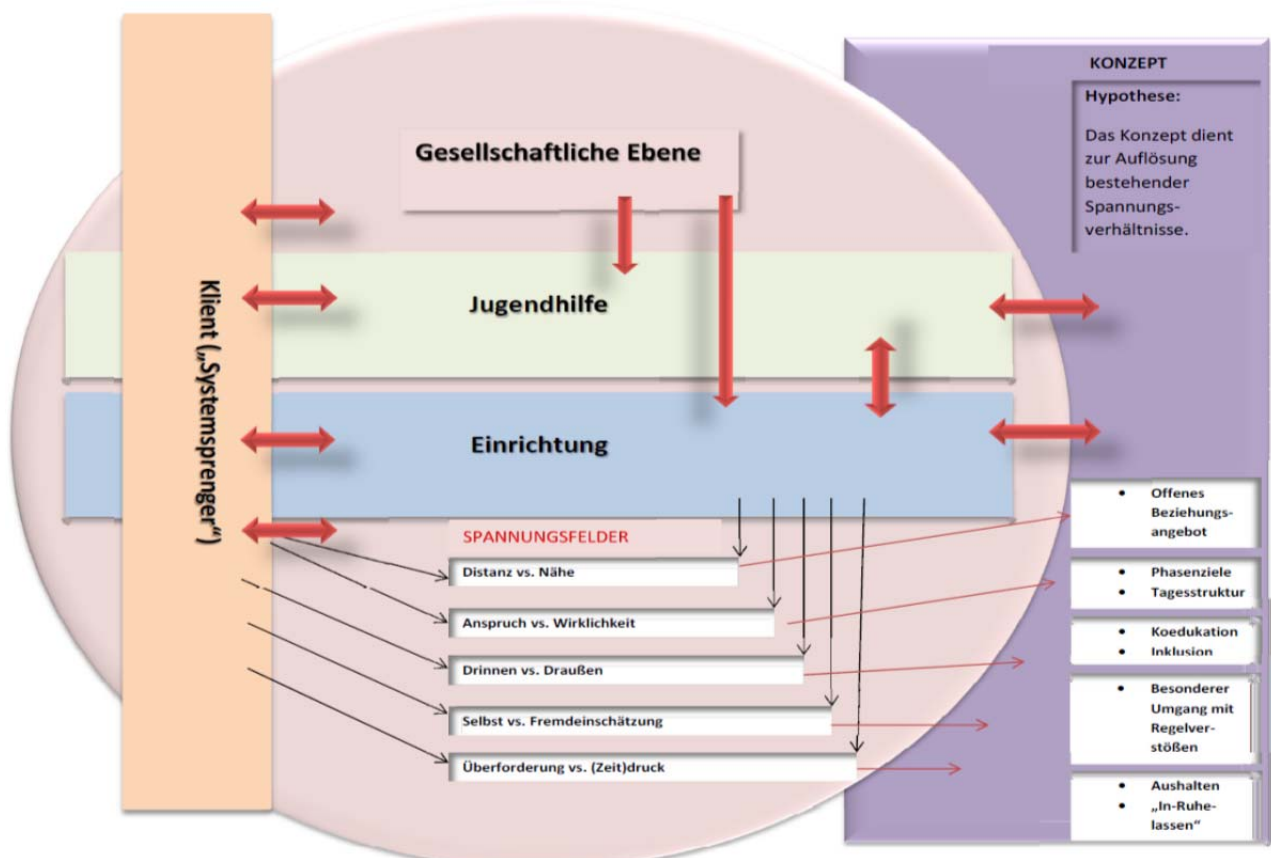 KONZEPT
Hypothese:
Das Konzept dient
zur Auflösung
bestehender
Spannungs-
verhältnisse.
Gesellschaftliche Ebene
Jugendhilfe
Einrichtung
Klient („Systemsprenger“)
SPANNUNGSFELDER
Distanz vs. Nähe
Anspruch vs. Wirklichkeit
Drinnen vs. Draußen
Selbst vs. Fremdeinschätzung
Überforderung vs. (Zeit)druck
• Offenes
Beziehungs-
angebot
• Phasenziele
• Tagesstruktur
• Koedukation
• Inklusion
• Besonderer
Umgang mit
Regelver-
stößen
• Aushalten
• „In-Ruhe-
lassen“